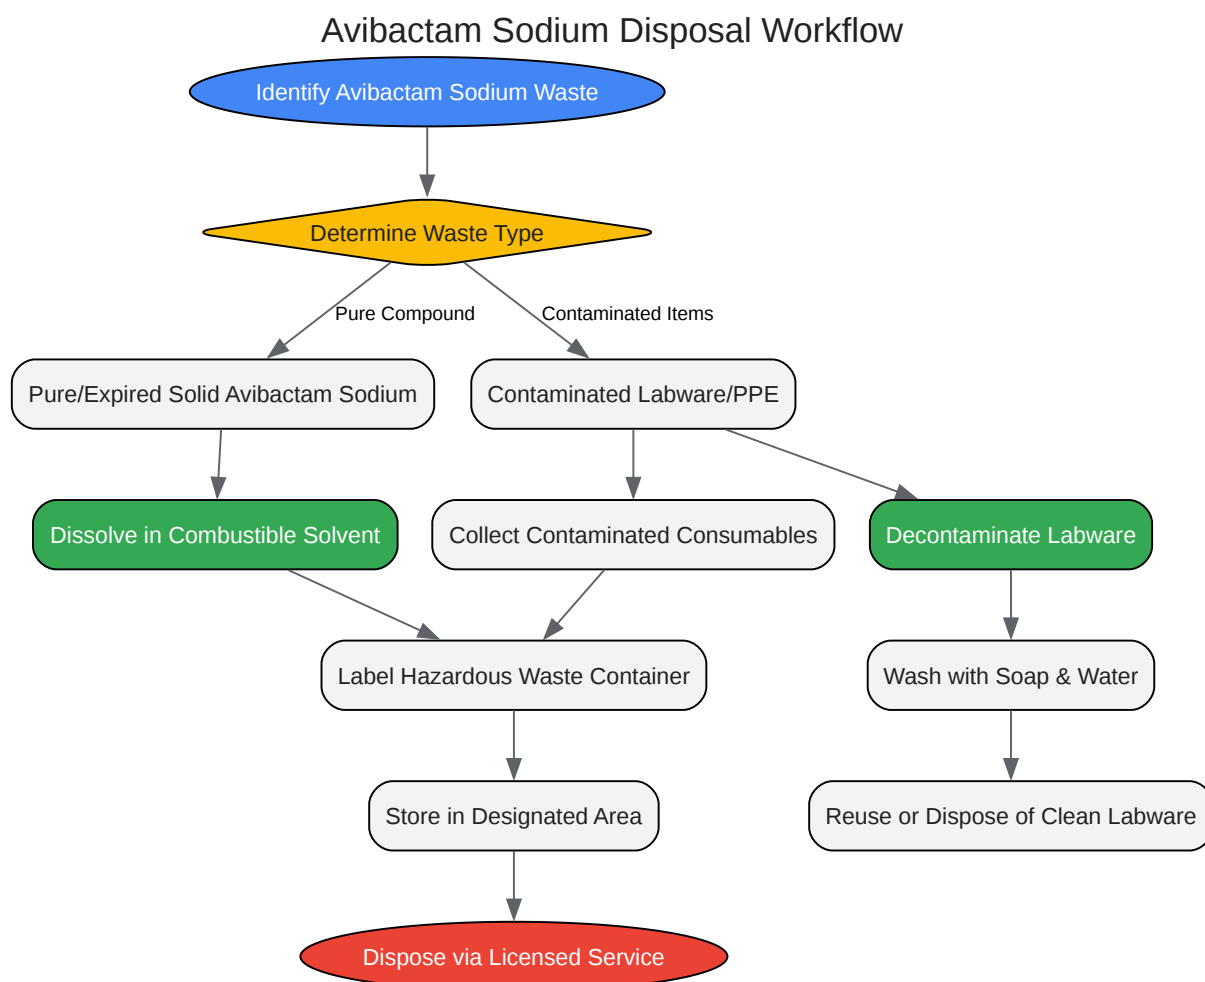 Avibactam Sodium Disposal Workflow
Identify Avibactam Sodium Waste
Determine Waste Type
Pure Compound
Contaminated Items
Pure/Expired Solid Avibactam Sodium
Contaminated Labware/PPE
Dissolve in Combustible Solvent
Collect Contaminated Consumables
Decontaminate Labware
Label Hazardous Waste Container
Wash with Soap & Water
Store in Designated Area
Reuse or Dispose of Clean Labware
Dispose via Licensed Service